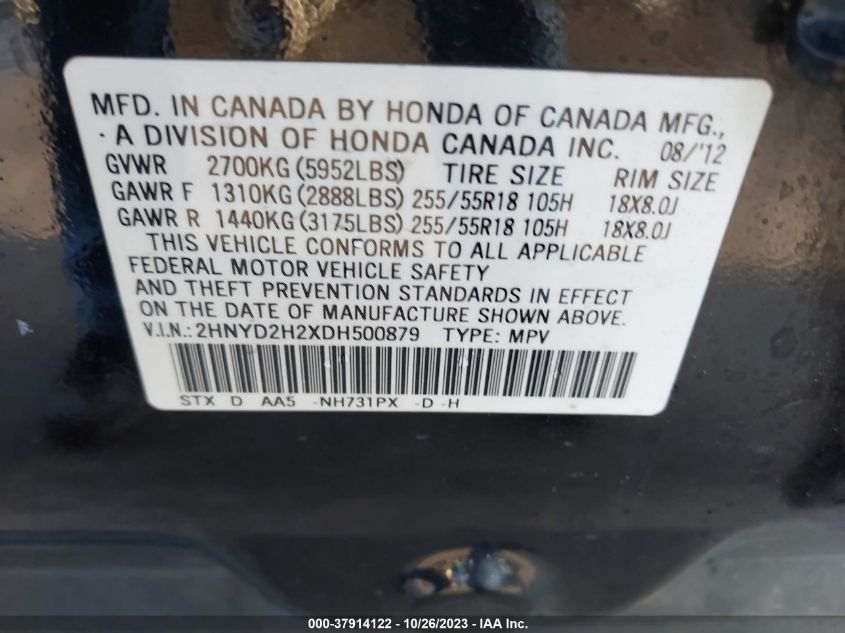 MFD. IN CANADA BY HONDA OF CANADA MFG.,
. A DIVISION OF HONDA CANADA INC. 08/'12
GVWR 2700KG (5952LBS) TIRE SIZE RIM SIZE
GAWR F 1310KG (2888LBS) 255/55R18 105H 18X8.0J
GAWR R 1440KG (3175LBS) 255/55R18 105H 18X8.0J
THIS VEHICLE CONFORMS TO ALL APPLICABLE
FEDERAL MOTOR VEHICLE SAFETY
AND THEFT PREVENTION STANDARDS IN EFFECT
ON THE DATE OF MANUFACTURE SHOWN ABOVE.
V.I.N.: 2HNYD2H2XDH500879 TYPE: MPV
STX D AA5 -NH731PX -D -H
000-37914122 - 10/26/2023 - IAAI.COM